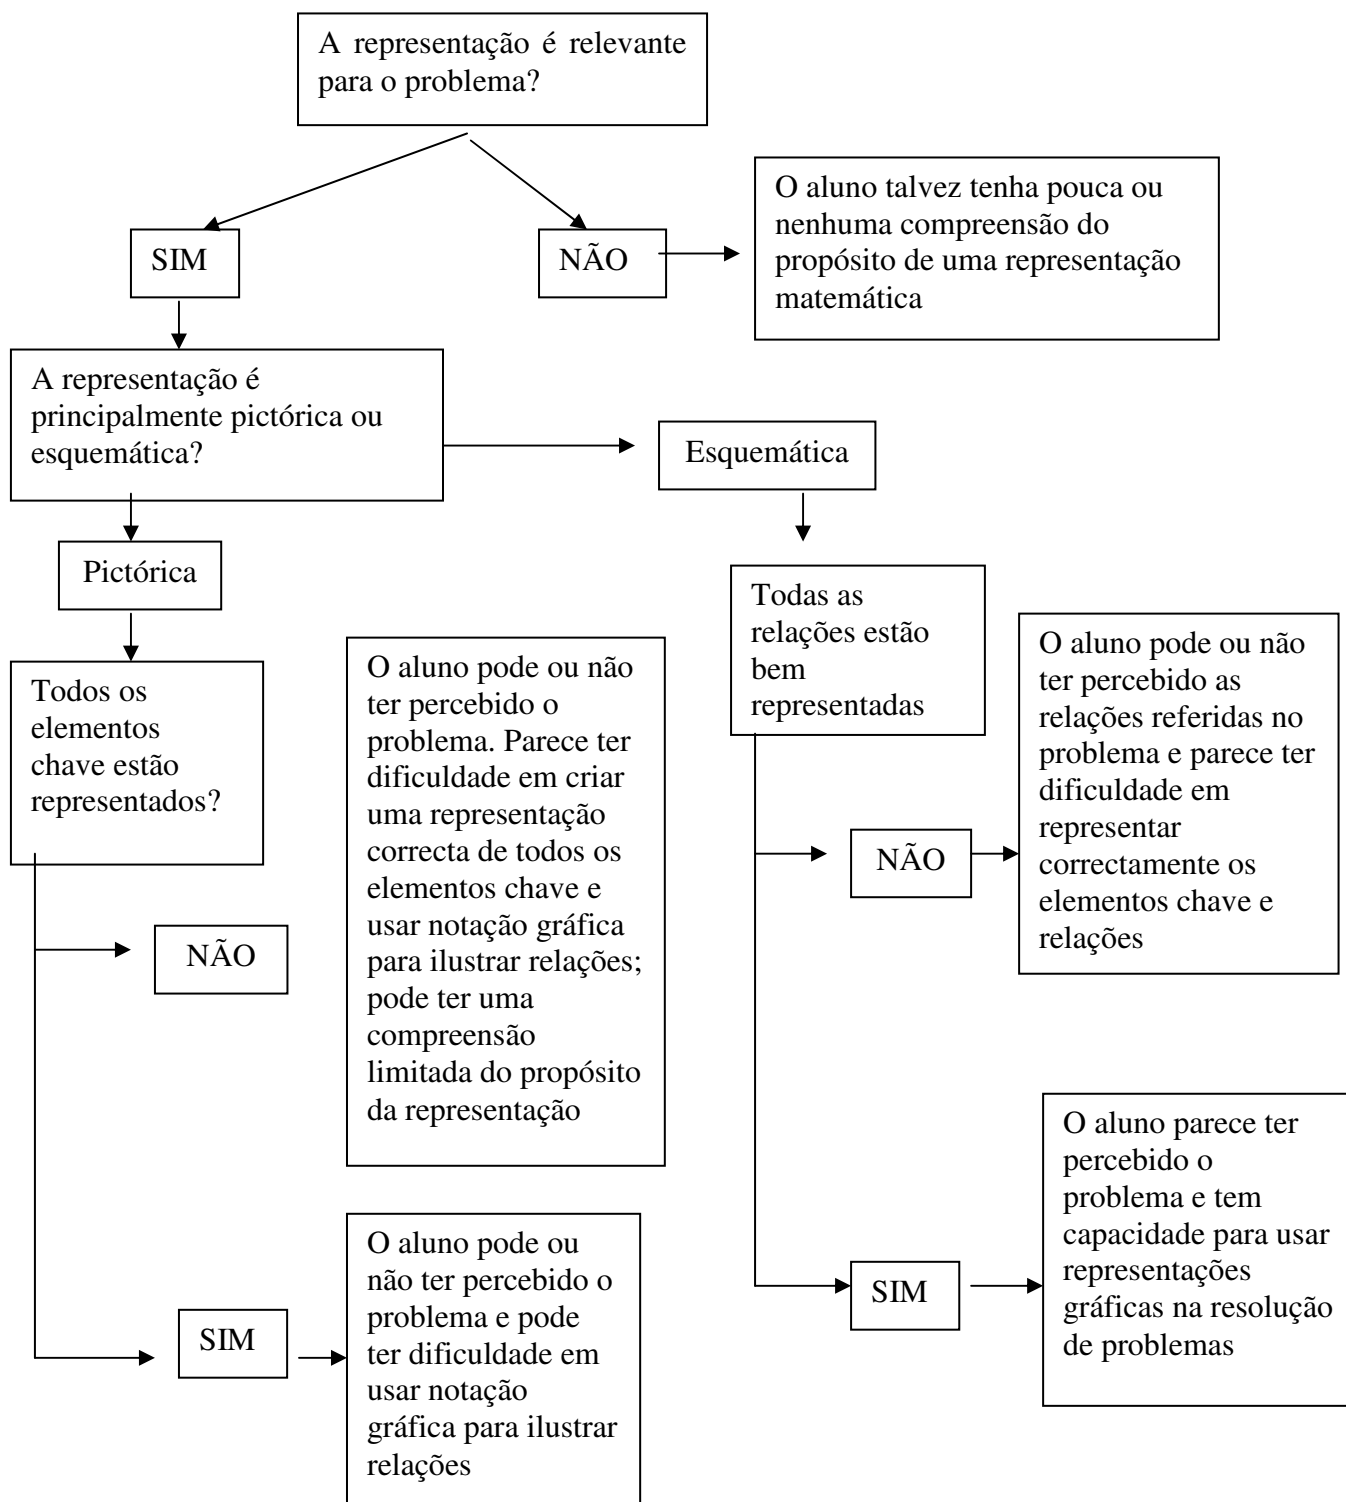 A representação é relevante
para o problema?
SIM
NÃO
O aluno talvez tenha pouca ou
nenhuma compreensão do
propósito de uma representação
matemática
A representação é
principalmente pictórica ou
esquemática?
Esquemática
Pictórica
Todos os
elementos
chave estão
representados?
NÃO
O aluno pode ou não
ter percebido o
problema. Parece ter
dificuldade em criar
uma representação
correcta de todos os
elementos chave e
usar notação gráfica
para ilustrar relações;
pode ter uma
compreensão
limitada do propósito
da representação
SIM
O aluno pode ou
não ter percebido o
problema e pode
ter dificuldade em
usar notação
gráfica para ilustrar
relações
Todas as
relações estão
bem
representadas
NÃO
O aluno pode ou não
ter percebido as
relações referidas no
problema e parece ter
dificuldade em
representar
correctamente os
elementos chave e
relações
SIM
O aluno parece ter
percebido o
problema e tem
capacidade para usar
representações
gráficas na resolução
de problemas